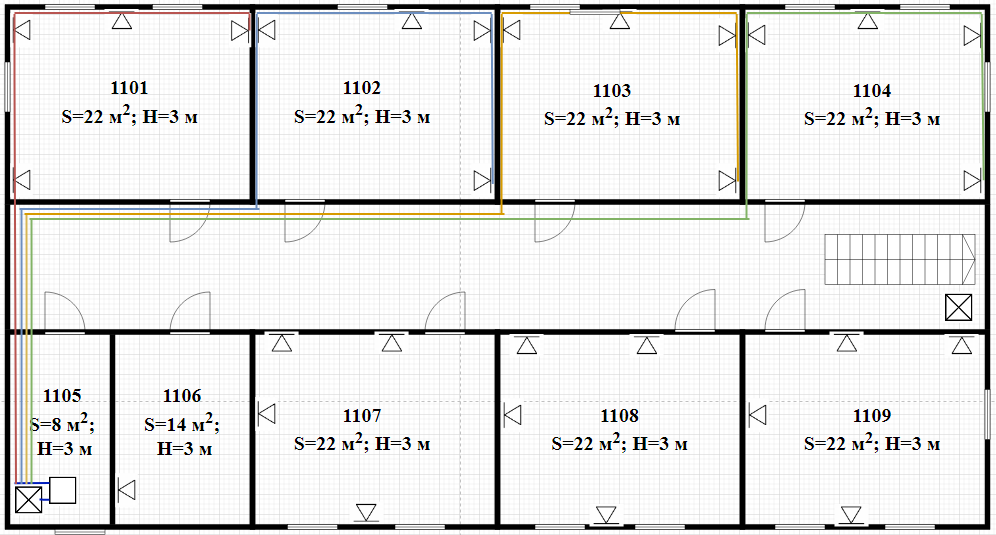 1101
S=22 м²; H=3 м
1102
S=22 м²; H=3 м
1103
S=22 м²; H=3 м
1104
S=22 м²; H=3 м
1105
S=8 м²;
H=3 м
1106
S=14 м²;
H=3 м
1107
S=22 м²; H=3 м
1108
S=22 м²; H=3 м
1109
S=22 м²; H=3 м